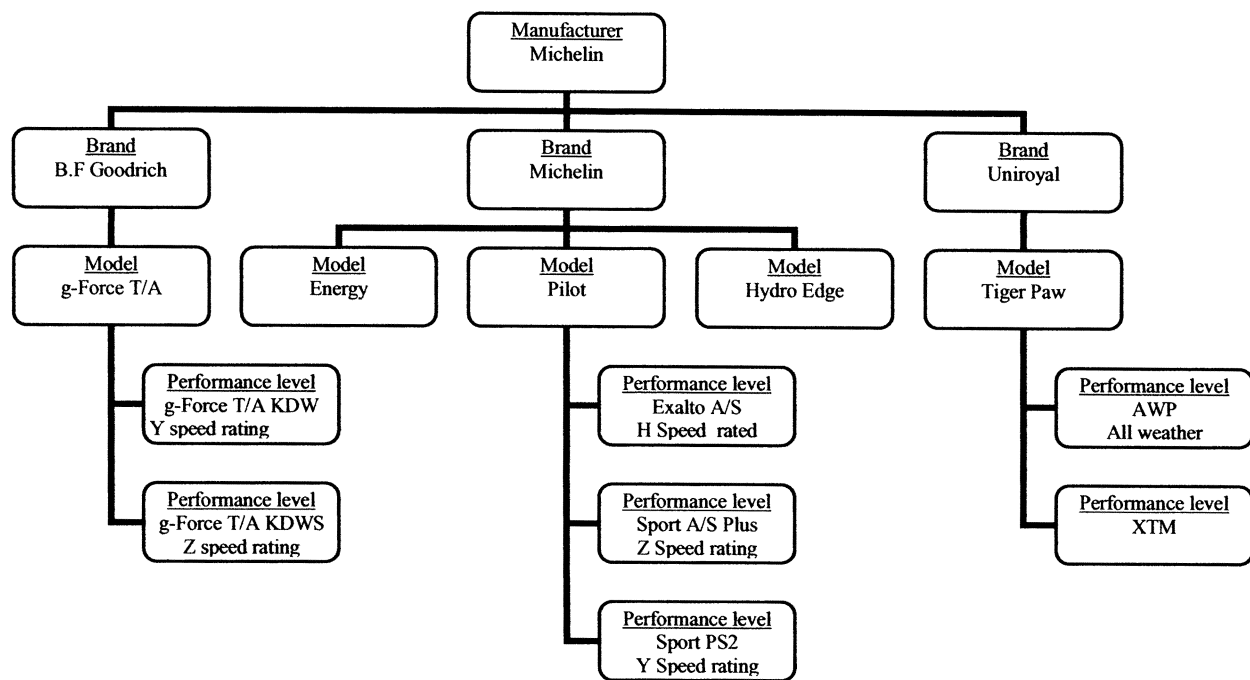 Manufacturer
Michelin
Brand
B.F Goodrich
Brand
Michelin
Brand
Uniroyal
Model
g-Force T/A
Model
Energy
Model
Pilot
Model
Hydro Edge
Model
Tiger Paw
Performance level
g-Force T/A KDW
Y speed rating
Performance level
g-Force T/A KDWS
Z speed rating
Performance level
Exalto A/S
H Speed rated
Performance level
Sport A/S Plus
Z Speed rating
Performance level
Sport PS2
Y Speed rating
Performance level
AWP
All weather
Performance level
XTM